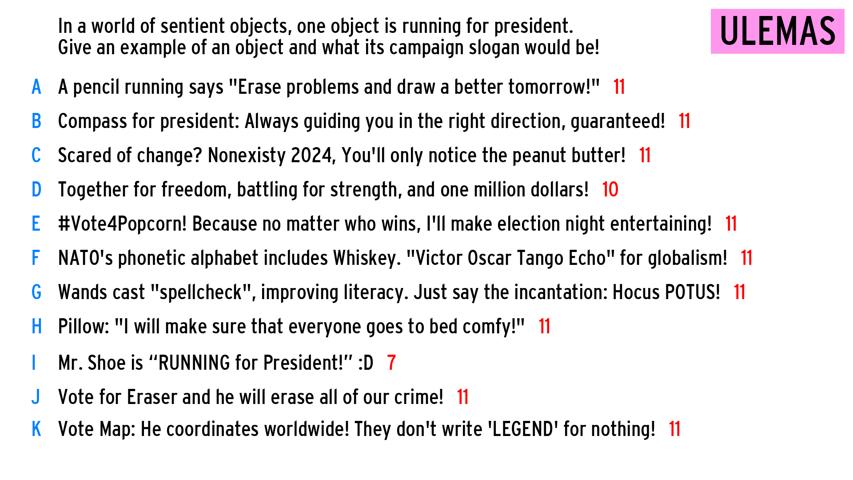 In a world of sentient objects, one object is running for president.
Give an example of an object and what its campaign slogan would be!
ULEMAS
A A pencil running says "Erase problems and draw a better tomorrow!" 11
B Compass for president: Always guiding you in the right direction, guaranteed! 11
C Scared of change? Nonexisty 2024, You'll only notice the peanut butter! 11
D Together for freedom, battling for strength, and one million dollars! 10
E #Vote4Popcorn! Because no matter who wins, I'll make election night entertaining! 11
F NATO's phonetic alphabet includes Whiskey. "Victor Oscar Tango Echo" for globalism! 11
G Wands cast "spellcheck", improving literacy. Just say the incantation: Hocus POTUS! 11
H Pillow: "I will make sure that everyone goes to bed comfy!" 11
I Mr. Shoe is “RUNNING for President!” :D 7
J Vote for Eraser and he will erase all of our crime! 11
K Vote Map: He coordinates worldwide! They don't write 'LEGEND' for nothing! 11